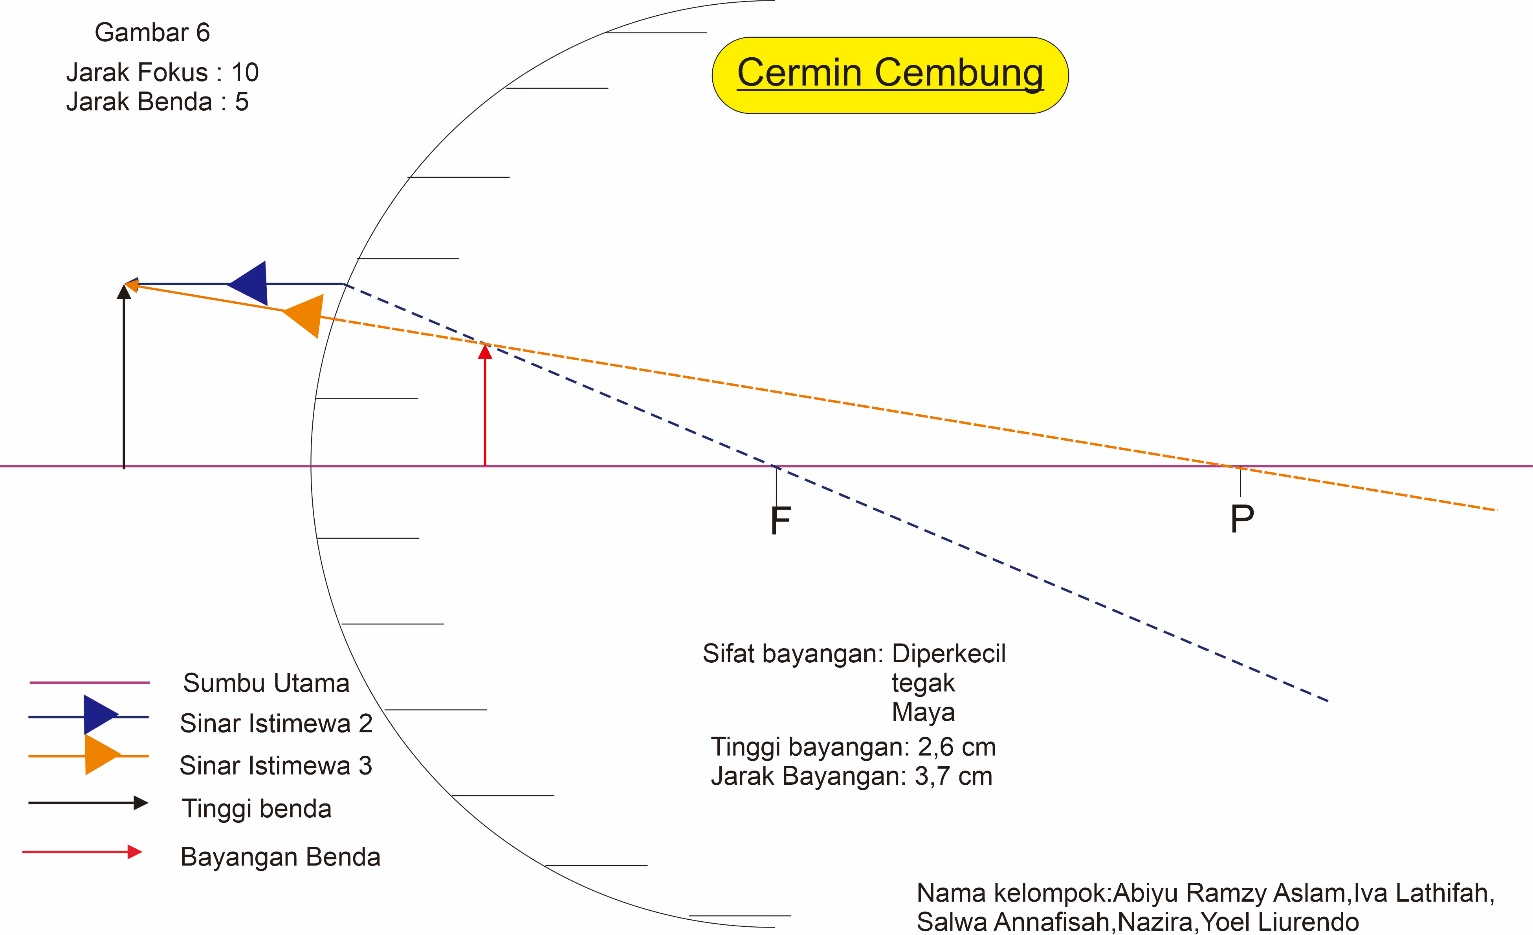 Gambar 6
Jarak Fokus : 10
Jarak Benda : 5
Cermin Cembung
F
P
Sifat bayangan: Diperkecil
tegak
Maya
Tinggi bayangan: 2,6 cm
Jarak Bayangan: 3,7 cm
Sumbu Utama
Sinar Istimewa 2
Sinar Istimewa 3
Tinggi benda
Bayangan Benda
Nama kelompok:Abiyu Ramzy Aslam,Iva Lathifah,
Salwa Annafisah,Nazira,Yoel Liurendo